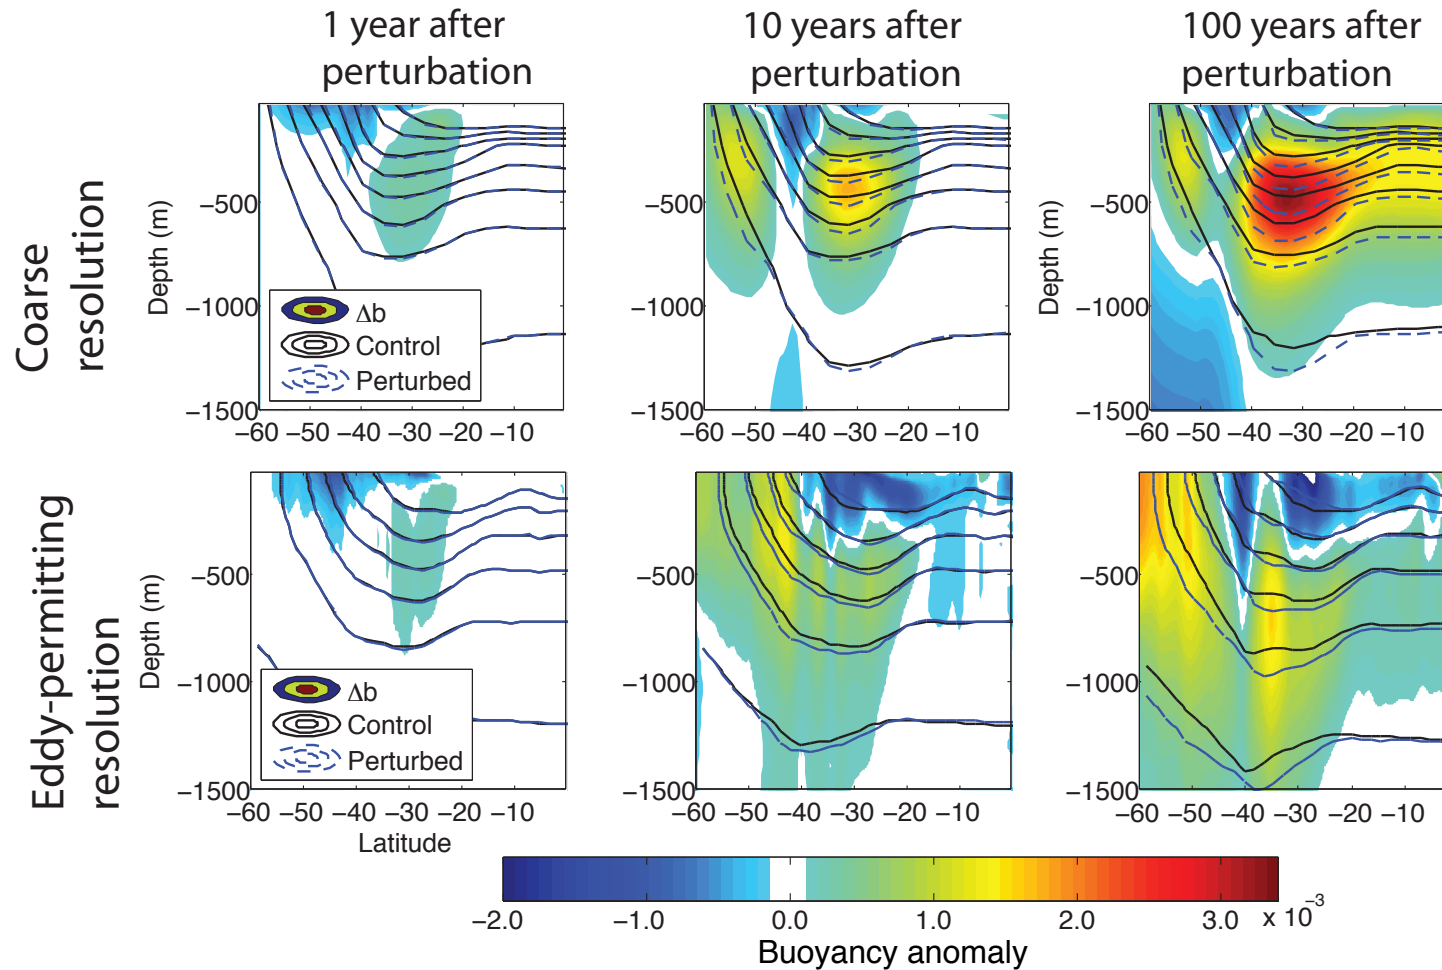 1 year after
perturbation
10 years after
perturbation
100 years after
perturbation
Coarse
resolution
Depth (m)
−500
−1000
−1500
−60 −50 −40 −30 −20 −10
Δb
Control
Perturbed
Depth (m)
−500
−1000
−1500
−60 −50 −40 −30 −20 −10
Depth (m)
−500
−1000
−1500
−60 −50 −40 −30 −20 −10
Eddy-permitting
resolution
Depth (m)
−500
−1000
−1500
−60 −50 −40 −30 −20 −10
Latitude
Δb
Control
Perturbed
−500
−1000
−1500
−60 −50 −40 −30 −20 −10
−500
−1000
−1500
−60 −50 −40 −30 −20 −10
−2.0 −1.0 0.0 1.0 2.0 3.0 x 10⁻³
Buoyancy anomaly